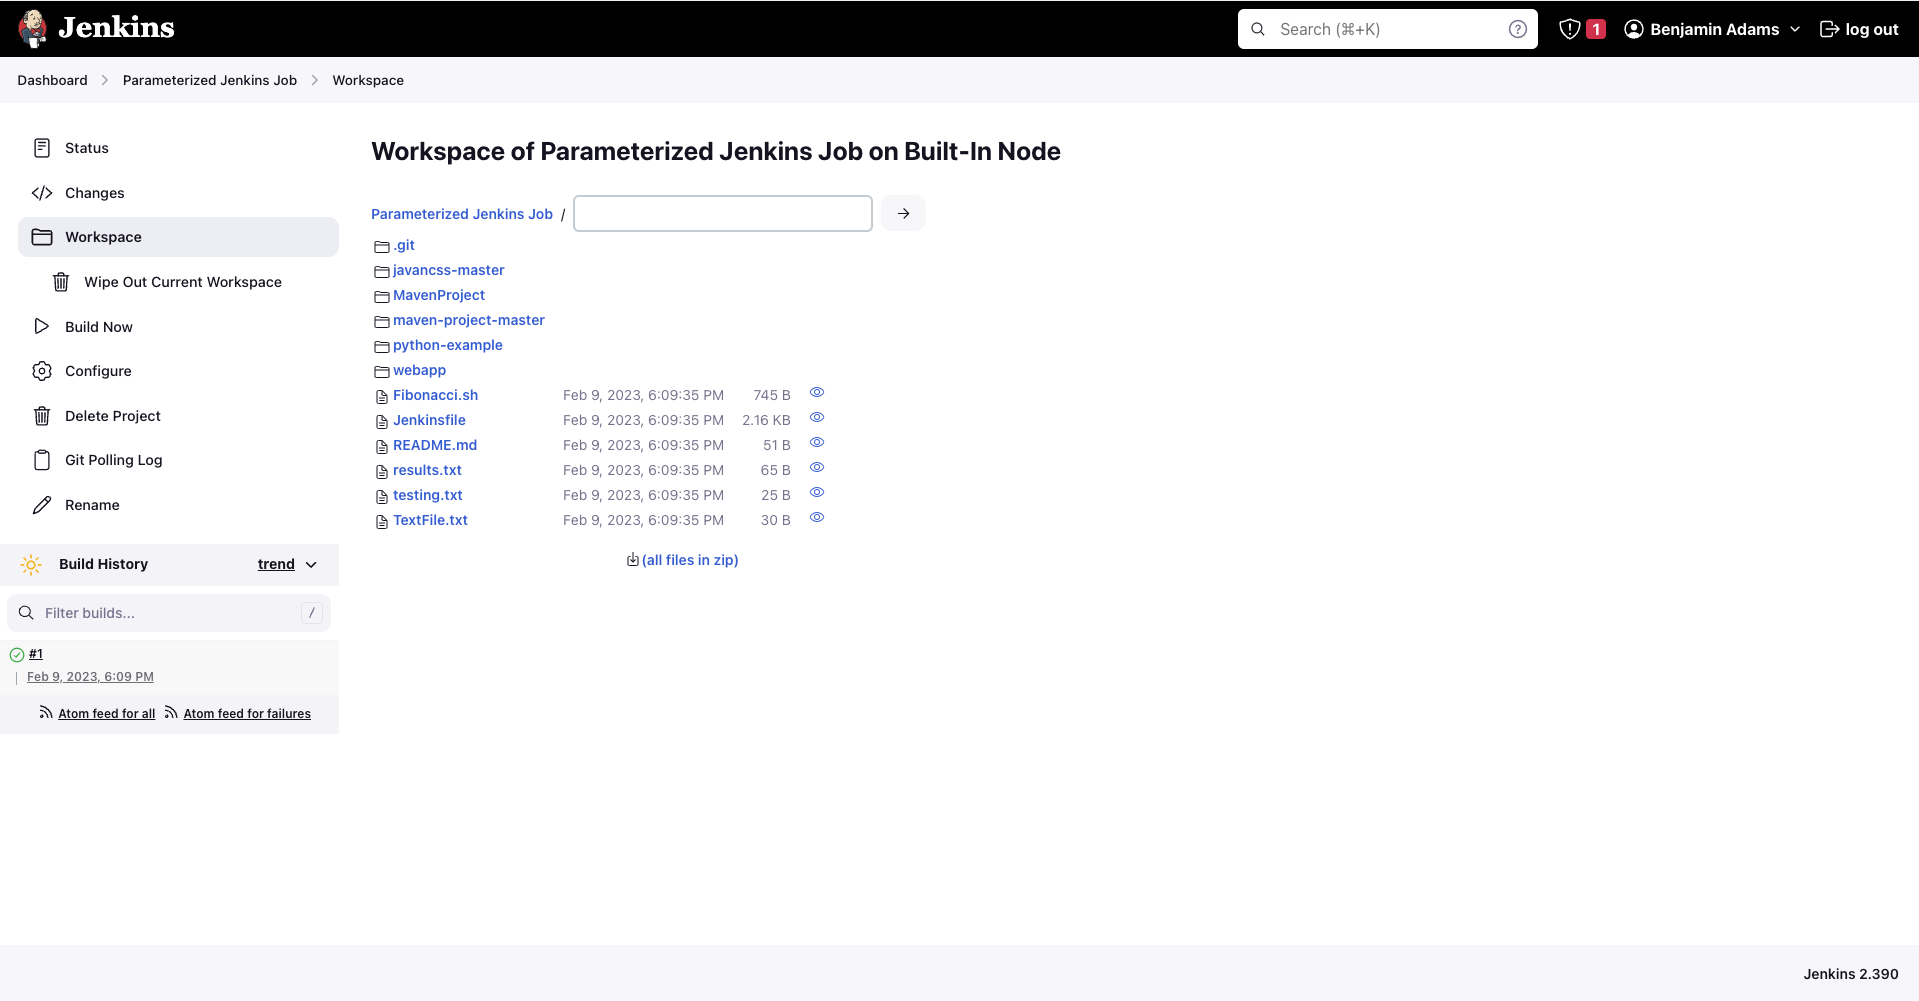 Jenkins
Search (⌘+K)
1
Benjamin Adams
log out
Dashboard
Parameterized Jenkins Job
Workspace
Status
Changes
Workspace
Wipe Out Current Workspace
Build Now
Configure
Delete Project
Git Polling Log
Rename
Build History
trend
Filter builds...
/
#1
Feb 9, 2023, 6:09 PM
Atom feed for all
Atom feed for failures
Workspace of Parameterized Jenkins Job on Built-In Node
Parameterized Jenkins Job /
.git
javancss-master
MavenProject
maven-project-master
python-example
webapp
Fibonacci.sh Feb 9, 2023, 6:09:35 PM 745 B
Jenkinsfile Feb 9, 2023, 6:09:35 PM 2.16 KB
README.md Feb 9, 2023, 6:09:35 PM 51 B
results.txt Feb 9, 2023, 6:09:35 PM 65 B
testing.txt Feb 9, 2023, 6:09:35 PM 25 B
TextFile.txt Feb 9, 2023, 6:09:35 PM 30 B
(all files in zip)
Jenkins 2.390